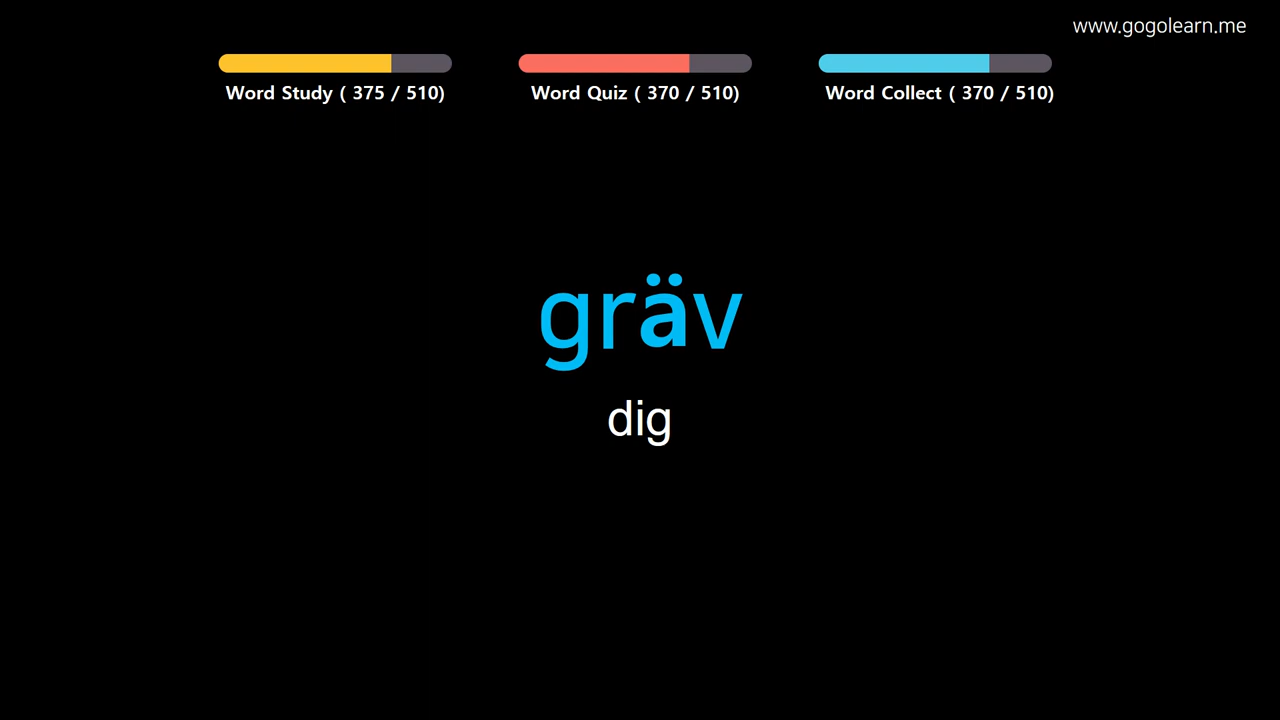 www.gogolearn.me
Word Study ( 375 / 510)
Word Quiz ( 370 / 510)
Word Collect ( 370 / 510)
gräv
dig